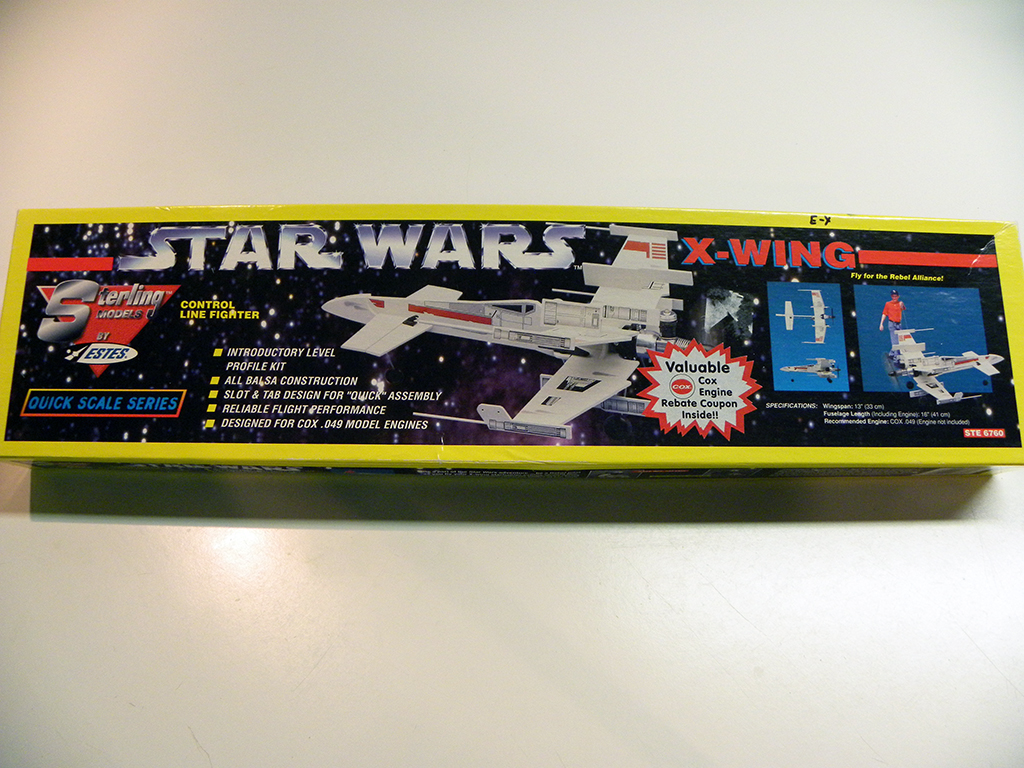 X-3
STAR WARS
TM
X-WING
Fly for the Rebel Alliance!
Sterling
MODELS
BY
ESTES
CONTROL
LINE FIGHTER
QUICK SCALE SERIES
INTRODUCTORY LEVEL
PROFILE KIT
ALL BALSA CONSTRUCTION
SLOT & TAB DESIGN FOR "QUICK" ASSEMBLY
RELIABLE FLIGHT PERFORMANCE
DESIGNED FOR COX .049 MODEL ENGINES
Valuable
COX Cox
Engine
Rebate Coupon
Inside!!
SPECIFICATIONS: Wingspan: 13" (33 cm)
Fuselage Length (Including Engine): 16" (41 cm)
Recommended Engine: COX .049 (Engine not included)
STE 6760